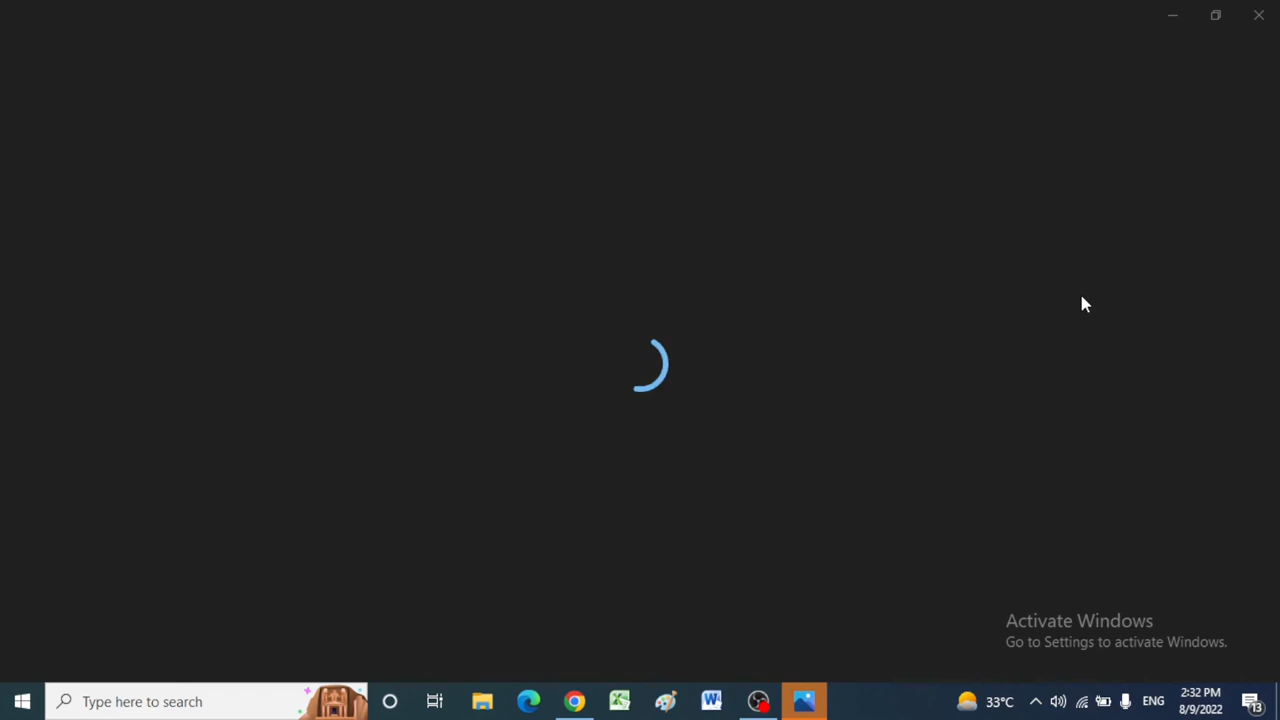 Activate Windows
Go to Settings to activate Windows.
Type here to search
33°C
ENG
2:32 PM
8/9/2022
13